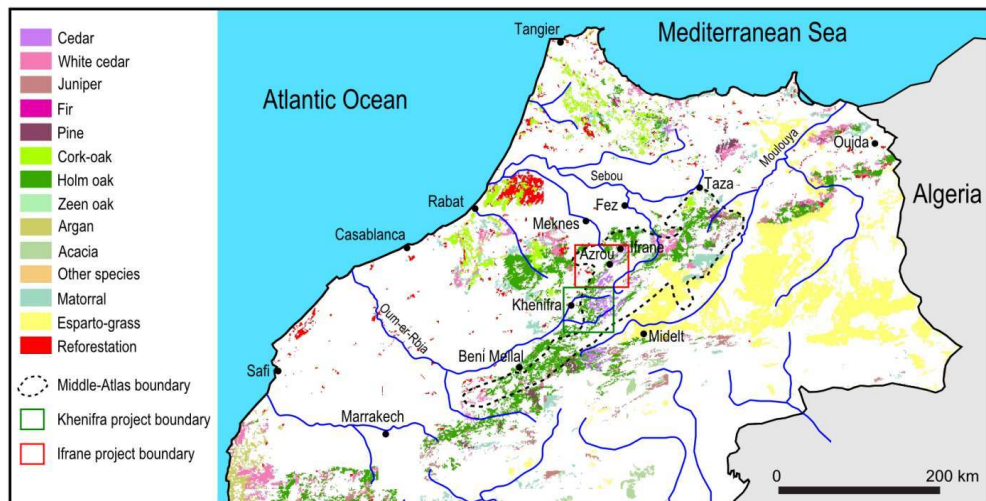 Cedar
White cedar
Juniper
Fir
Pine
Cork-oak
Holm oak
Zeen oak
Argan
Acacia
Other species
Matorral
Esparto-grass
Reforestation
Middle-Atlas boundary
Khenifra project boundary
Ifrane project boundary
Tangier
Mediterranean Sea
Atlantic Ocean
Moulouya
Oujda
Sebou
Taza
Algeria
Rabat
Fez
Meknes
Casablanca
Ifrane
Azrou
Khenifra
Oum-er-Rbia
Midelt
Bení Mellal
Safi
Marrakech
0
200 km